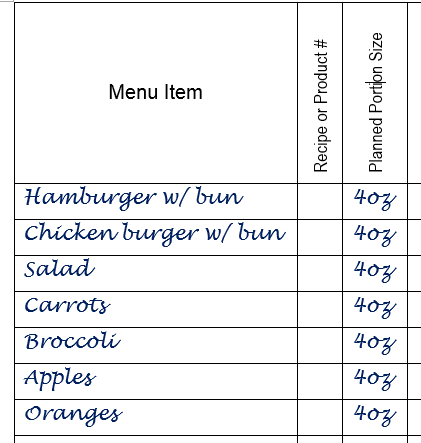 Menu Item Recipe or Product # Planned Portion Size
Hamburger w/ bun 4oz
Chicken burger w/ bun 4oz
Salad 4oz
Carrots 4oz
Broccoli 4oz
Apples 4oz
Oranges 4oz